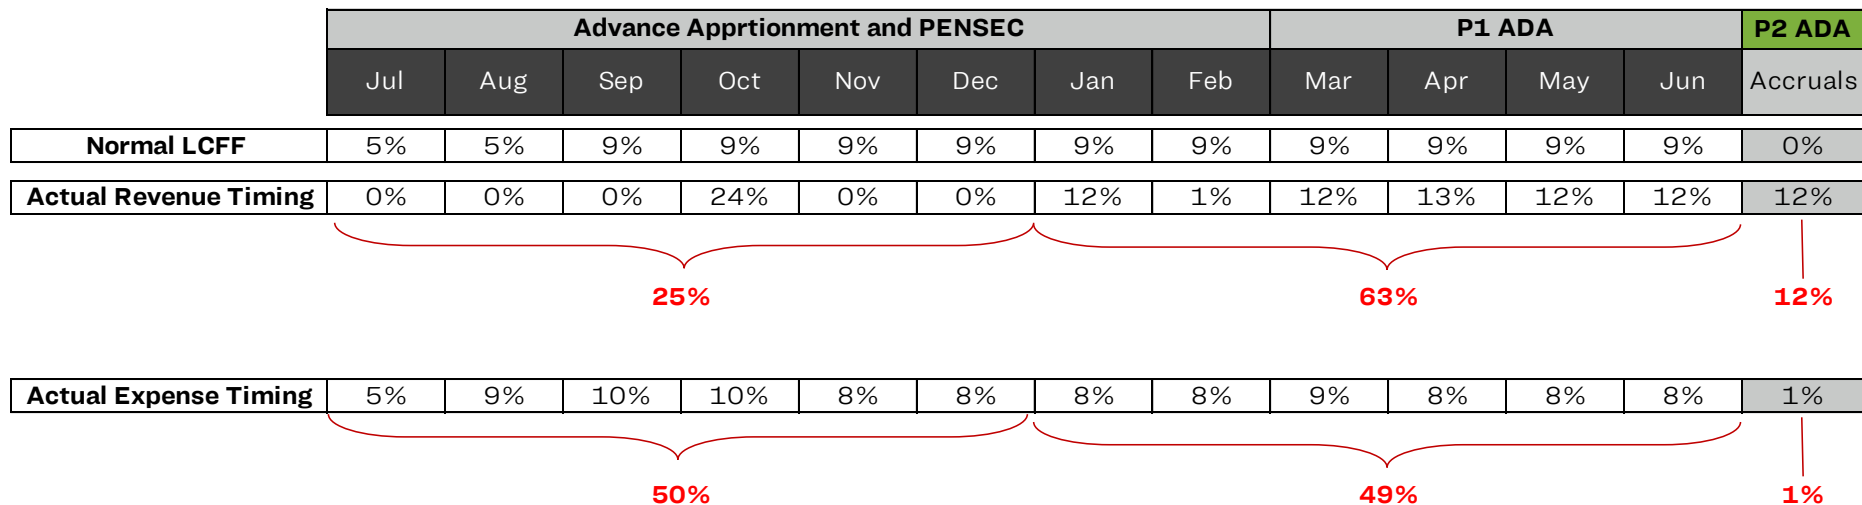 Advance Apprtionment and PENSEC P1 ADA P2 ADA
Jul Aug Sep Oct Nov Dec Jan Feb Mar Apr May Jun Accruals
Normal LCFF 5% 5% 9% 9% 9% 9% 9% 9% 9% 9% 9% 9% 0%
Actual Revenue Timing 0% 0% 0% 24% 0% 0% 12% 1% 12% 13% 12% 12% 12%
25% 63% 12%
Actual Expense Timing 5% 9% 10% 10% 8% 8% 8% 8% 9% 8% 8% 8% 1%
50% 49% 1%